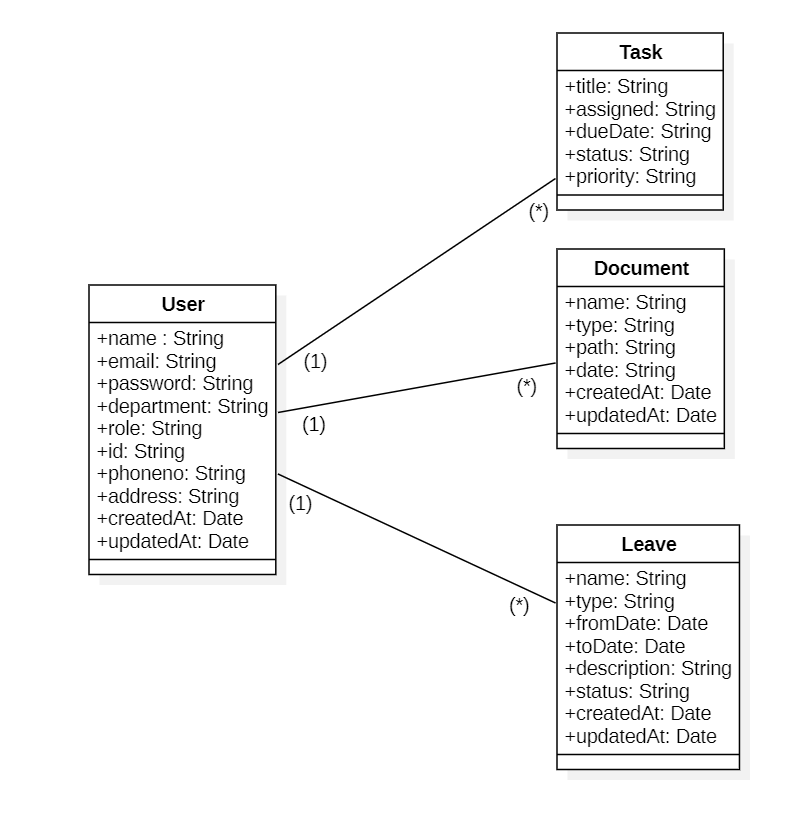 Task
+title: String
+assigned: String
+dueDate: String
+status: String
+priority: String
(*)
Document
+name: String
+type: String
+path: String
+date: String
+createdAt: Date
+updatedAt: Date
(*)
User
+name : String
+email: String
+password: String
+department: String
+role: String
+id: String
+phoneno: String
+address: String
+createdAt: Date
+updatedAt: Date
(1)
(1)
(1)
Leave
+name: String
+type: String
+fromDate: Date
+toDate: Date
+description: String
+status: String
+createdAt: Date
+updatedAt: Date
(*)